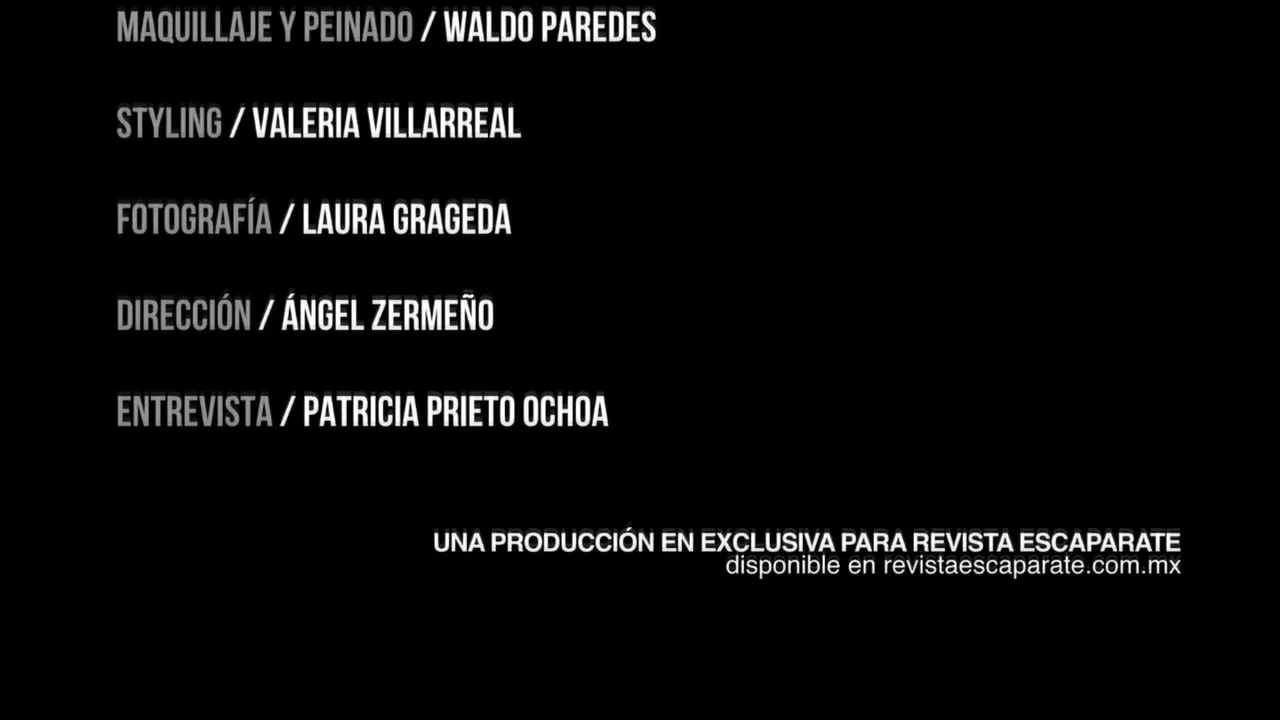 MAQUILLAJE Y PEINADO / WALDO PAREDES
STYLING / VALERIA VILLARREAL
FOTOGRAFÍA / LAURA GRAGEDA
DIRECCIÓN / ÁNGEL ZERMEÑO
ENTREVISTA / PATRICIA PRIETO OCHOA
UNA PRODUCCIÓN EN EXCLUSIVA PARA REVISTA ESCAPARATE
disponible en revistaescaparate.com.mx